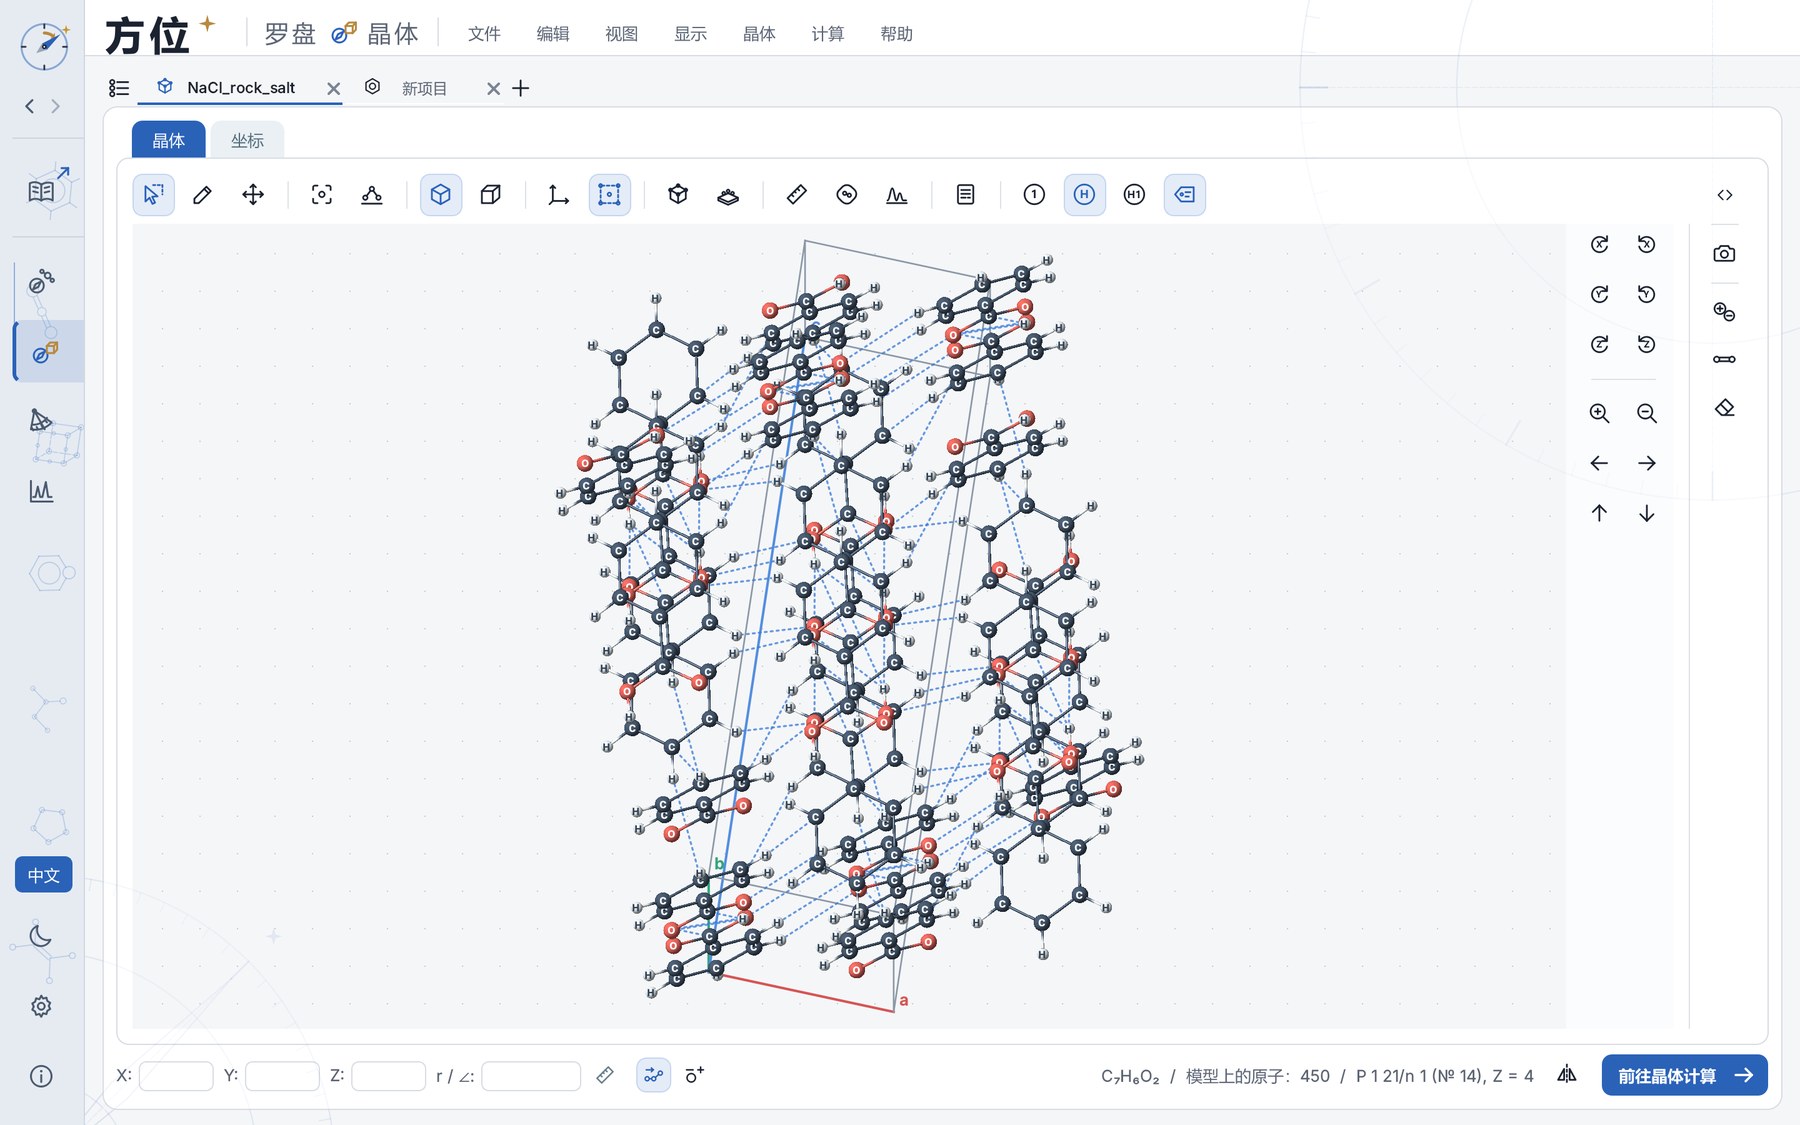 方位
罗盘 晶体
文件 编辑 视图 显示 晶体 计算 帮助
NaCl_rock_salt
新项目
晶体 坐标
1 H H1
X X
Y Y
Z Z
b
a
中文
X: Y: Z: r / ∠:
C₇H₆O₂ / 模型上的原子: 450 / P 1 21/n 1 (№ 14), Z = 4
前往晶体计算